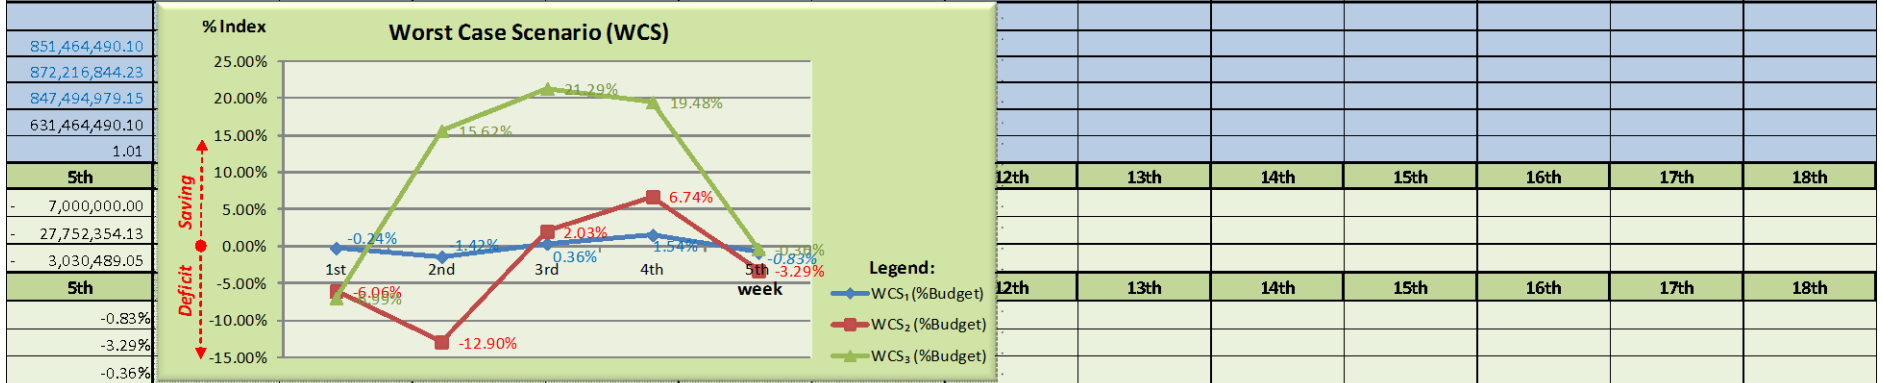 % Index
Worst Case Scenario (WCS)
851,464,490.10
872,216,844.23
847,494,979.15
631,464,490.10
1.01
5th
- 7,000,000.00
- 27,752,354.13
- 3,030,489.05
5th
-0.83%
-3.29%
-0.36%
25.00%
20.00%
15.00%
10.00%
5.00%
0.00%
-5.00%
-10.00%
-15.00%
Saving
Deficit
21.29%
19.48%
15.62%
6.74%
2.03%
-0.24%
-1.42%
0.36%
1.54%
-0.83%
-3.29%
-6.06%
-12.90%
1st 2nd 3rd 4th 5th
week
Legend:
WCS₁ (%Budget)
WCS₂ (%Budget)
WCS₃ (%Budget)
12th 13th 14th 15th 16th 17th 18th
12th 13th 14th 15th 16th 17th 18th